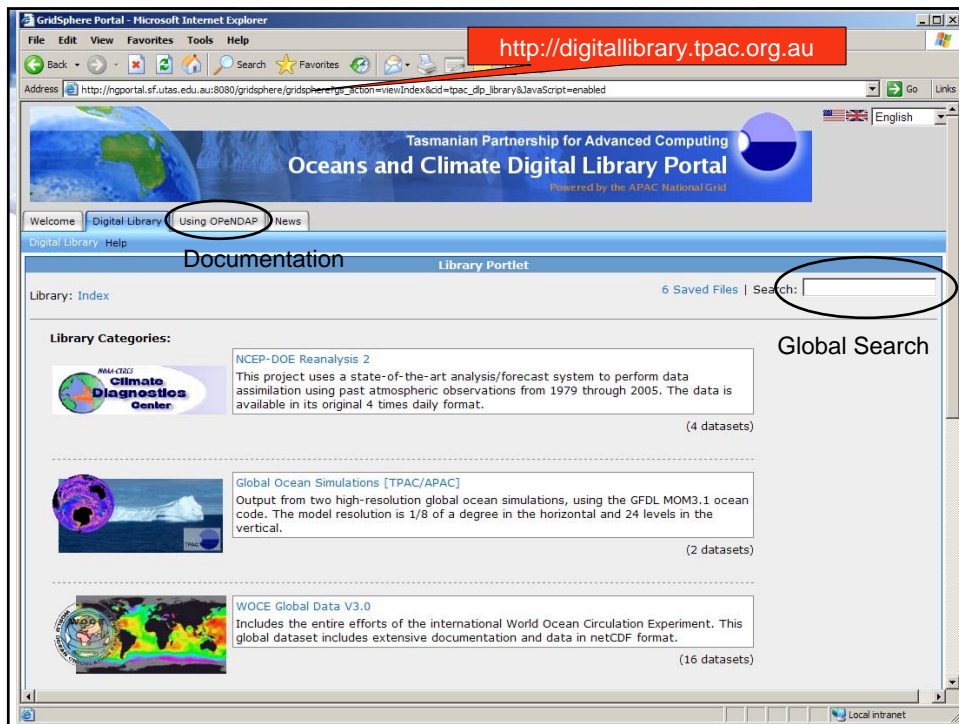 GridSphere Portal - Microsoft Internet Explorer
File Edit View Favorites Tools Help
http://digitallibrary.tpac.org.au
Back Search Favorites
Address http://ngportal.sf.utas.edu.au:8080/gridsphere/gridsphere?gs_action=viewIndex&cid=tpac_dlp_library&JavaScript=enabled Go Links
English
Tasmanian Partnership for Advanced Computing
Oceans and Climate Digital Library Portal
Powered by the APAC National Grid
Welcome Digital Library Using OPeNDAP News
Digital Library Help
Documentation
Library Portlet
Library: Index
6 Saved Files | Search:
Global Search
Library Categories:
NOAA-CIRES
Climate
Diagnostics
Center
NCEP-DOE Reanalysis 2
This project uses a state-of-the-art analysis/forecast system to perform data
assimilation using past atmospheric observations from 1979 through 2005. The data is
available in its original 4 times daily format.
(4 datasets)
Global Ocean Simulations [TPAC/APAC]
Output from two high-resolution global ocean simulations, using the GFDL MOM3.1 ocean
code. The model resolution is 1/8 of a degree in the horizontal and 24 levels in the
vertical.
TPAC
(2 datasets)
WOCE Global Data V3.0
Includes the entire efforts of the international World Ocean Circulation Experiment. This
global dataset includes extensive documentation and data in netCDF format.
(16 datasets)
Local intranet